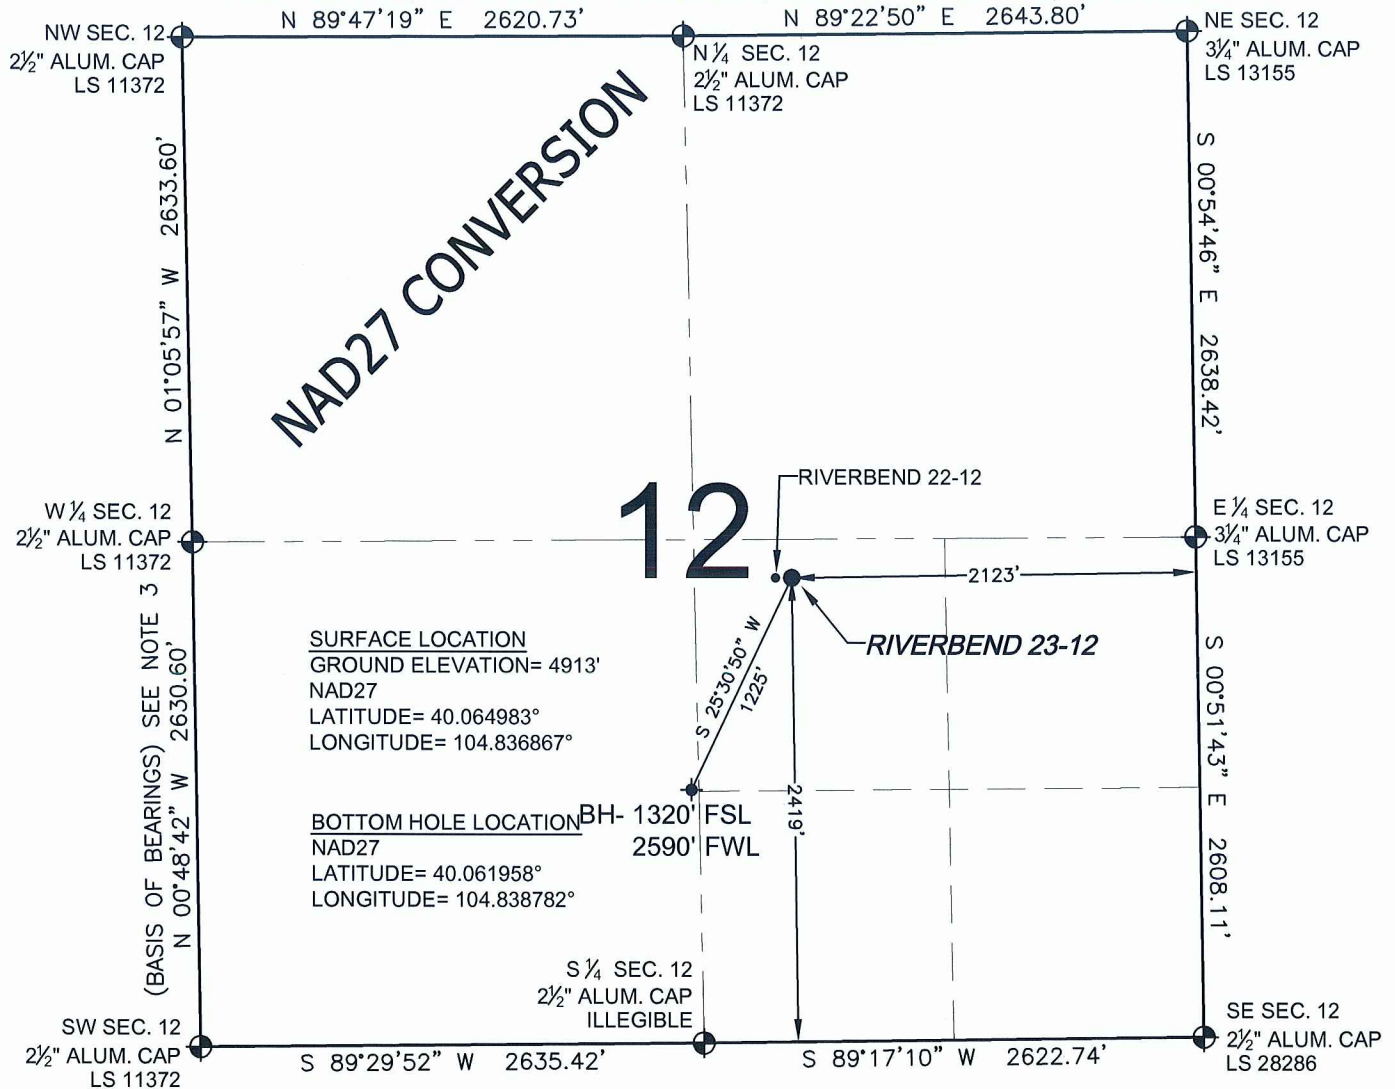 N 89°47'19" E 2620.73'
N 89°22'50" E 2643.80'
NW SEC. 12
2½" ALUM. CAP
LS 11372
N ¼ SEC. 12
2½" ALUM. CAP
LS 11372
NE SEC. 12
3¼" ALUM. CAP
LS 13155
N 01°05'57" W 2633.60'
NAD27 CONVERSION
S 00°54'46" E 2638.42'
12
RIVERBEND 22-12
W ¼ SEC. 12
2½" ALUM. CAP
LS 11372
E ¼ SEC. 12
3¼" ALUM. CAP
LS 13155
2123'
RIVERBEND 23-12
SURFACE LOCATION
GROUND ELEVATION= 4913'
NAD27
LATITUDE= 40.064983°
LONGITUDE= 104.836867°
S 25°30'50" W
1225'
2419'
(BASIS OF BEARINGS) SEE NOTE 3
N 00°48'42" W 2630.60'
S 00°51'43" E 2608.11'
BOTTOM HOLE LOCATION
NAD27
LATITUDE= 40.061958°
LONGITUDE= 104.838782°
BH- 1320' FSL
2590' FWL
S ¼ SEC. 12
2½" ALUM. CAP
ILLEGIBLE
SW SEC. 12
2½" ALUM. CAP
LS 11372
S 89°29'52" W 2635.42'
S 89°17'10" W 2622.74'
SE SEC. 12
2½" ALUM. CAP
LS 28286